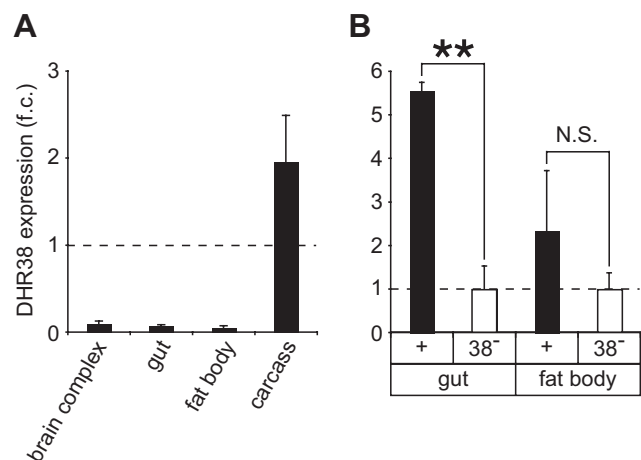 A
DHR38 expression (f.c.)
3
2
1
0
brain complex
gut
fat body
carcass
B
6
5
4
3
2
1
0
**
N.S.
+ 38⁻ + 38⁻
gut fat body